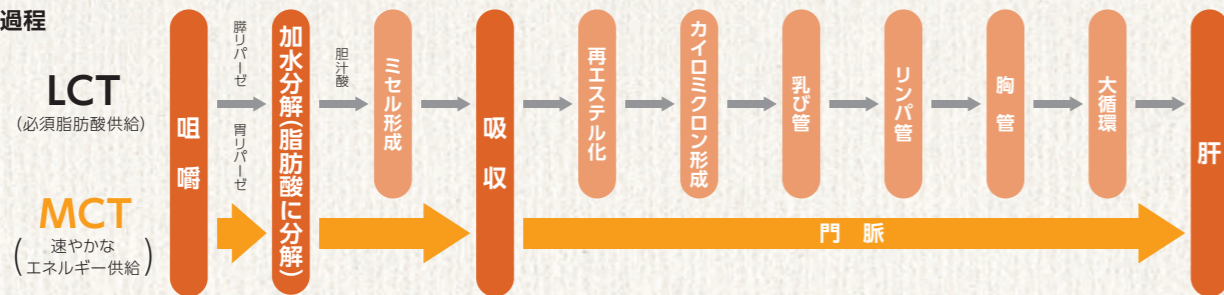 過程
LCT
(必須脂肪酸供給)
MCT
(速やかな
エネルギー供給)
咀嚼
膵リパーゼ
胃リパーゼ
加水分解(脂肪酸に分解)
胆汁酸
ミセル形成
吸収
再エステル化
カイロミクロン形成
乳び管
リンパ管
胸管
大循環
門脈
肝